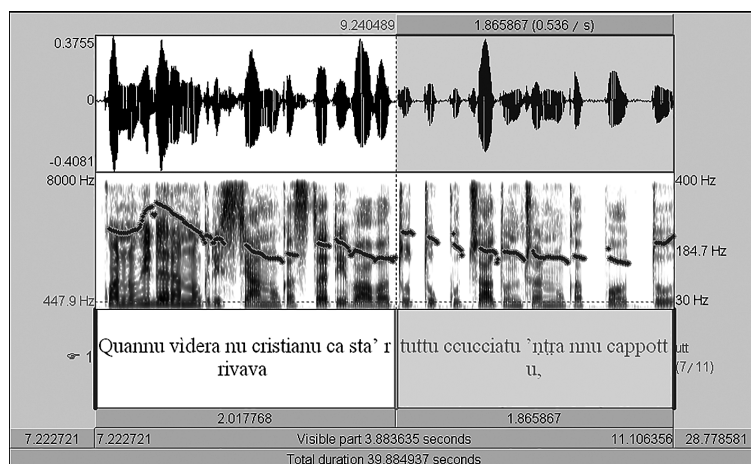 9.240489 1.865867 (0.536 / s)
0.3755
0
-0.4081
8000 Hz 400 Hz
184.7 Hz
447.9 Hz 30 Hz
☞ 1 Quannu vìdera nu cristianu ca sta’ r tuttu ccucciatu ’nṭṛa nnu cappott utt
rivava u, (7/11)
2.017768 1.865867
7.222721 7.222721 Visible part 3.883635 seconds 11.106356 28.778581
Total duration 39.884937 seconds